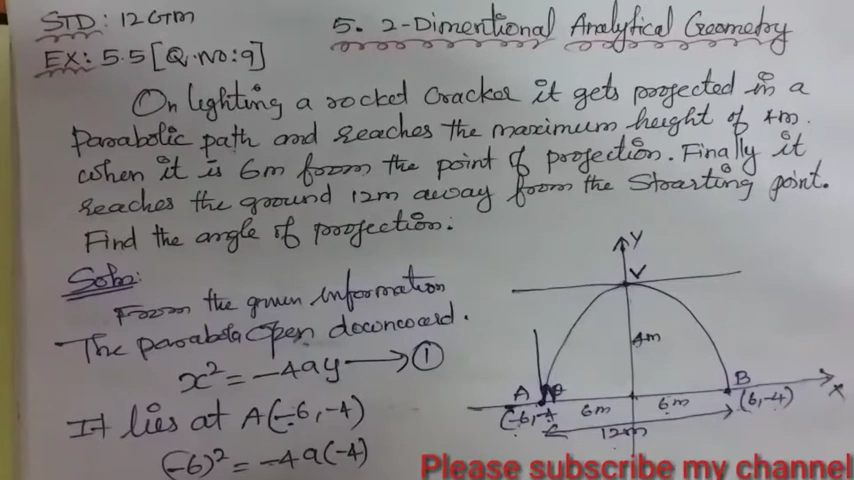 STD: 12GTM
5. 2-Dimentional Analytical Geometry
EX: 5.5 [Q.No:9]
On lighting a rocket cracker it gets projected in a
Parabolic path and reaches the maximum height of 4m.
when it is 6m from the point of projection. Finally it
reaches the ground 12m away from the Strarting point.
Find the angle of projection.
Soln:
From the given information
The parabola open downward.
x² = -4ay → ①
It lies at A(-6, -4)
(-6)² = -4a(-4)
Y
V
4m
A
B
X
(-6, -4
6m
6m
(6, -4)
12m
Please subscribe my channel